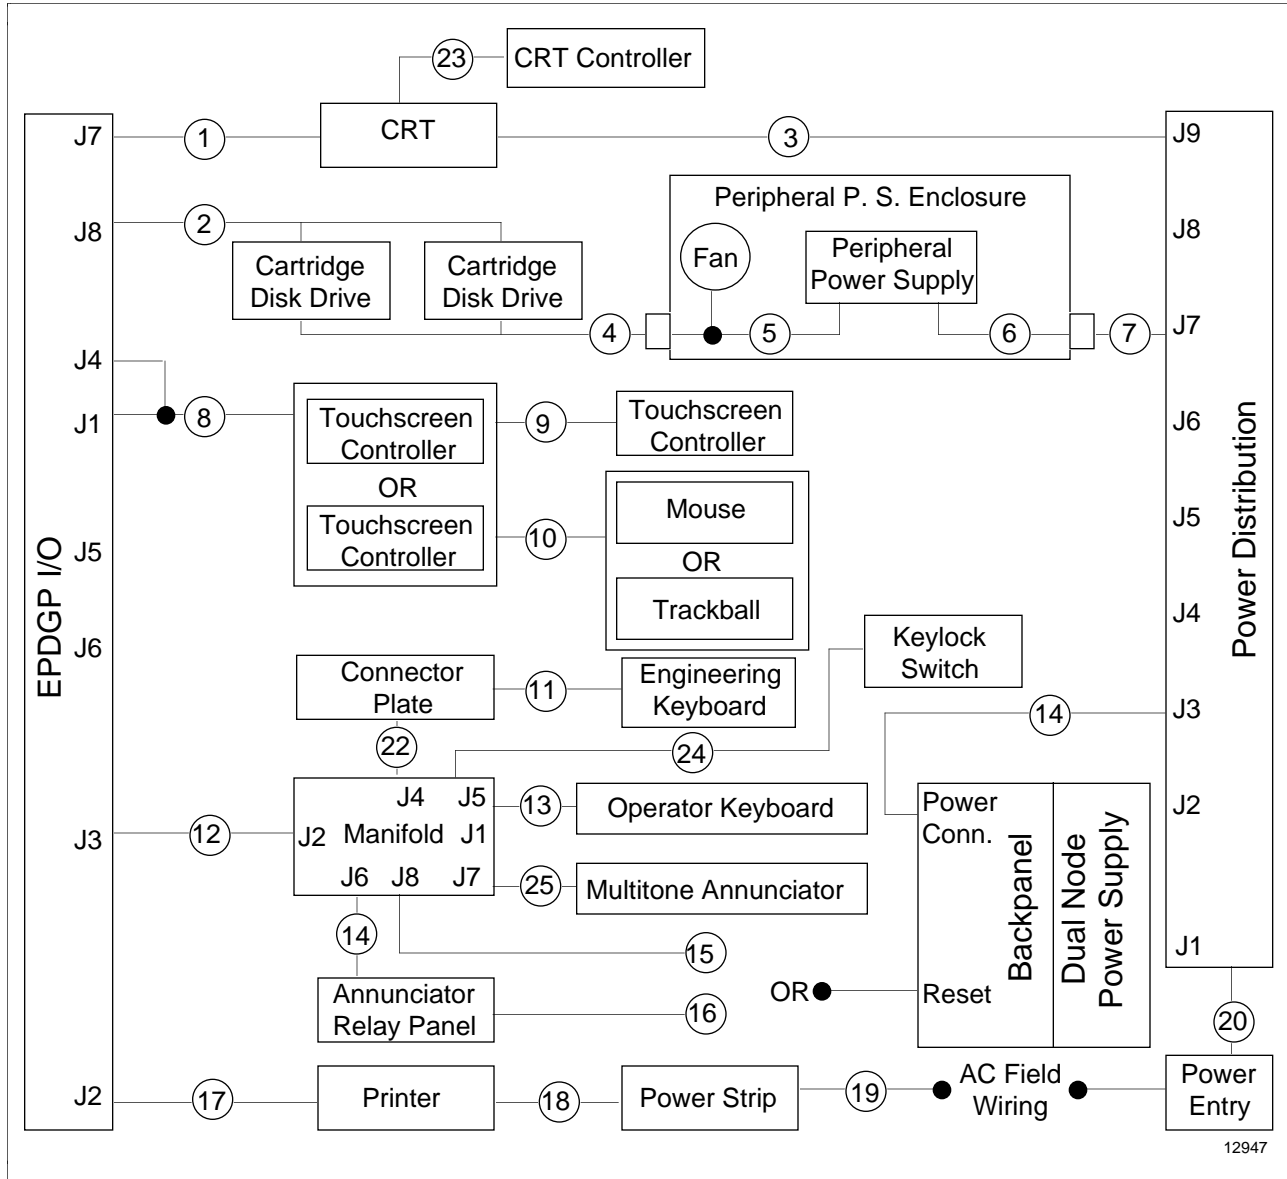 23
CRT Controller
J7
1
CRT
3
J9
Peripheral P. S. Enclosure
J8
2
Cartridge
Disk Drive
Cartridge
Disk Drive
Fan
Peripheral
Power Supply
J8
4
5
6
7
J7
J4
J1
8
Touchscreen
Controller
OR
Touchscreen
Controller
9
Touchscreen
Controller
J6
10
Mouse
OR
Trackball
J5
EPDGP I/O
J5
J6
Power Distribution
J4
Keylock
Switch
Connector
Plate
11
Engineering
Keyboard
14
J3
22
24
J4
J5
13
Operator Keyboard
J3
12
J2
Manifold
J1
J6
J8
J7
25
Multitone Annunciator
Power
Conn.
Backpanel
Dual Node
Power Supply
J2
14
15
J1
Annunciator
Relay Panel
16
OR
Reset
20
J2
17
Printer
18
Power Strip
19
AC Field
Wiring
Power
Entry
12947